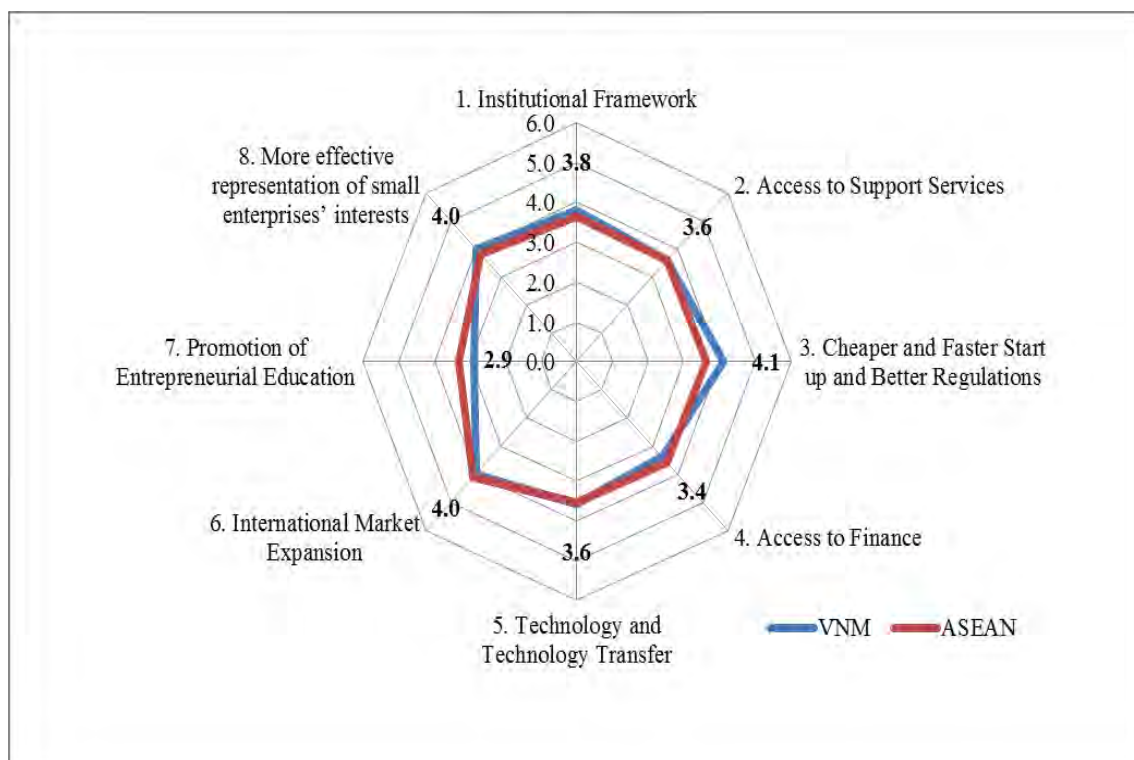 1. Institutional Framework
6.0
5.0
4.0
3.0
2.0
1.0
0.0
3.8
2. Access to Support Services
3.6
3. Cheaper and Faster Start
up and Better Regulations
4.1
4. Access to Finance
3.4
5. Technology and
Technology Transfer
3.6
6. International Market
Expansion
4.0
7. Promotion of
Entrepreneurial Education
2.9
8. More effective
representation of small
enterprises’ interests
4.0
VNM
ASEAN